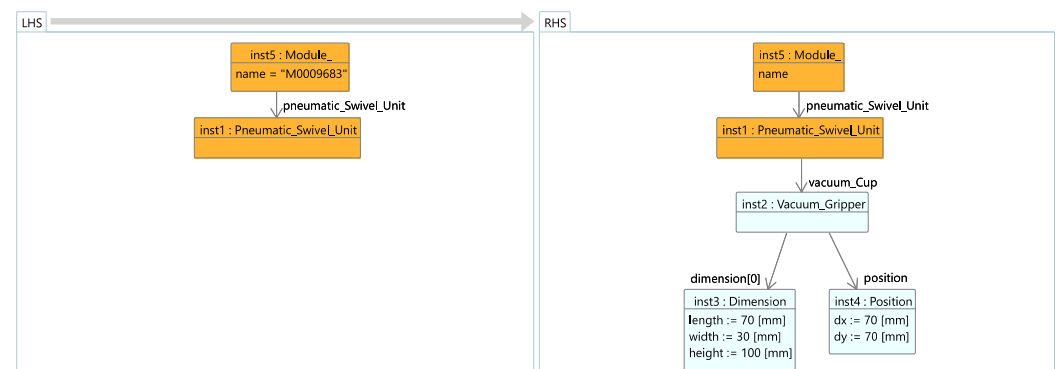 LHS
inst5 : Module_
name = "M0009683"
pneumatic_Swivel_Unit
inst1 : Pneumatic_Swivel_Unit
RHS
inst5 : Module_
name
pneumatic_Swivel_Unit
inst1 : Pneumatic_Swivel_Unit
vacuum_Cup
inst2 : Vacuum_Gripper
dimension[0]
position
inst3 : Dimension
length := 70 [mm]
width := 30 [mm]
height := 100 [mm]
inst4 : Position
dx := 70 [mm]
dy := 70 [mm]